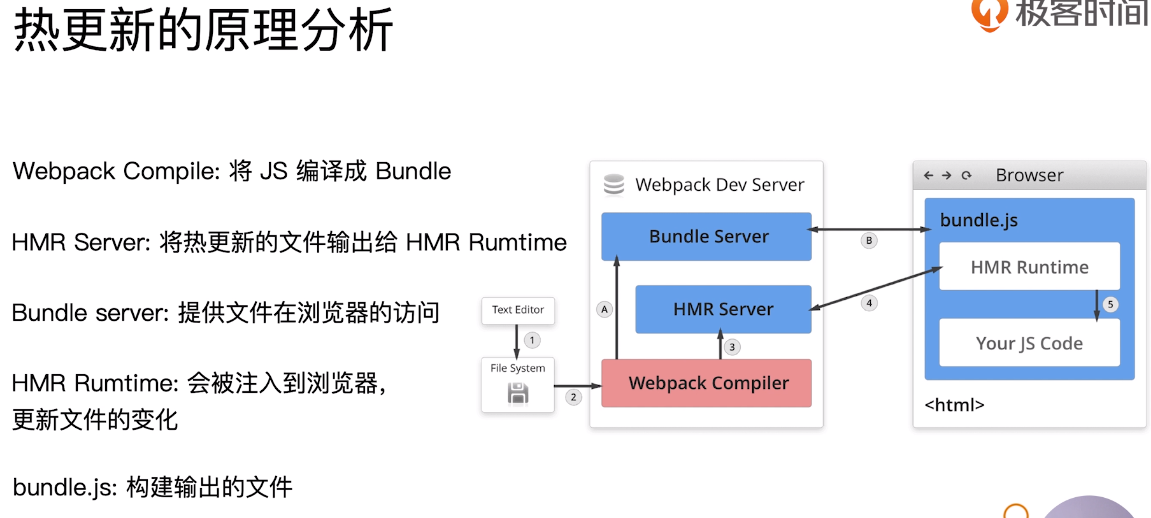 热更新的原理分析
极客时间
Webpack Compile: 将 JS 编译成 Bundle
HMR Server: 将热更新的文件输出给 HMR Rumtime
Bundle server: 提供文件在浏览器的访问
HMR Rumtime: 会被注入到浏览器,
更新文件的变化
bundle.js: 构建输出的文件
Text Editor
1
File System
2
Webpack Dev Server
Bundle Server
A
HMR Server
3
Webpack Compiler
B
4
Browser
bundle.js
HMR Runtime
5
Your JS Code
<html>